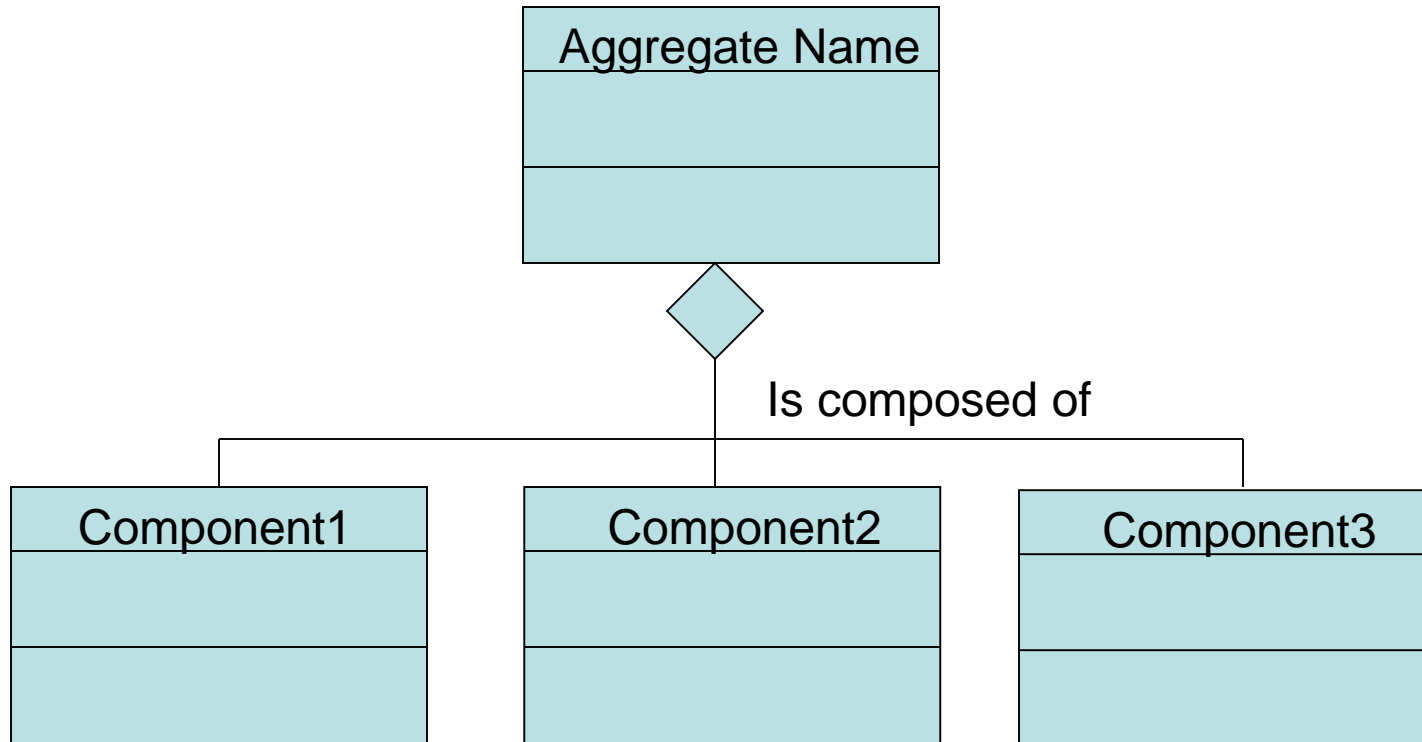 Aggregate Name
Is composed of
Component1
Component2
Component3